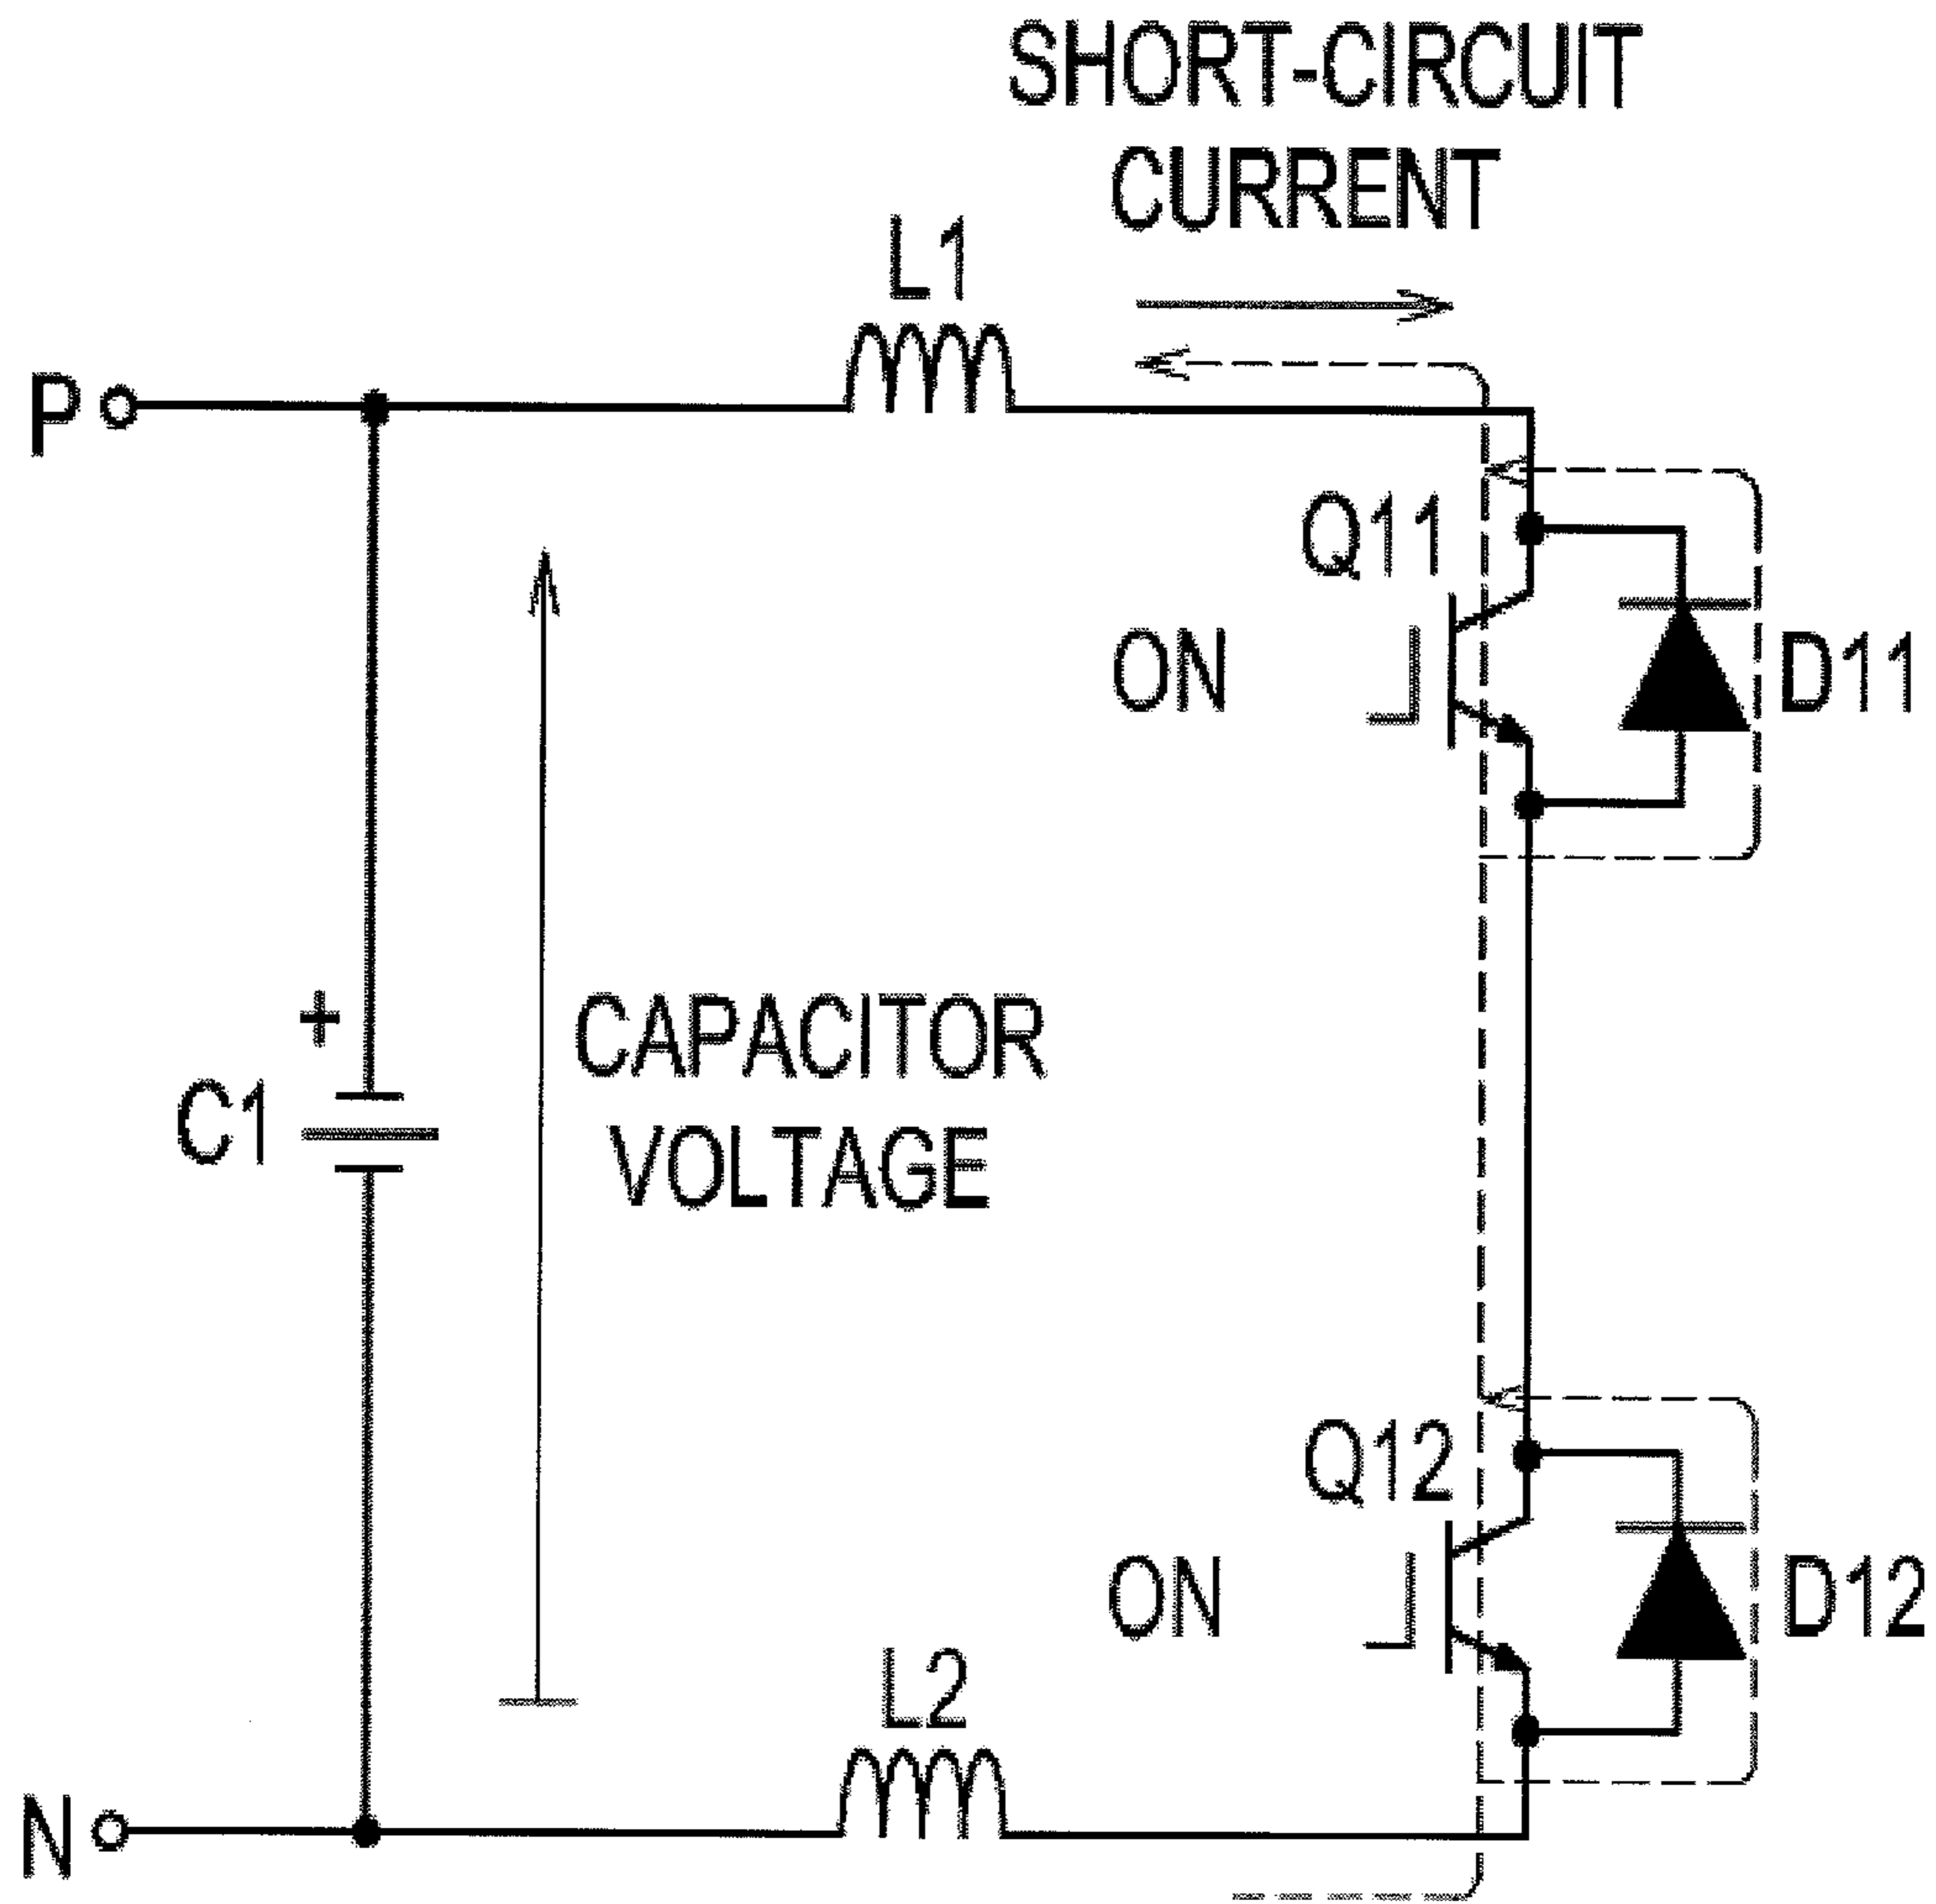 SHORT-CIRCUIT
CURRENT
L1
P
Q11
ON
D11
+
C1
CAPACITOR
VOLTAGE
Q12
ON
D12
L2
N